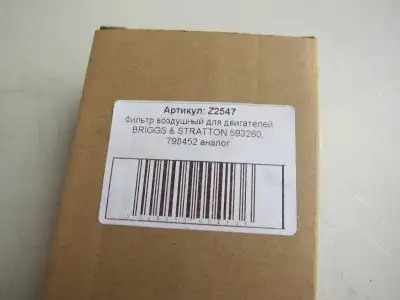 Артикул: Z2547
Фильтр воздушный для двигателей
BRIGGS & STRATTON 593260,
798452 аналог